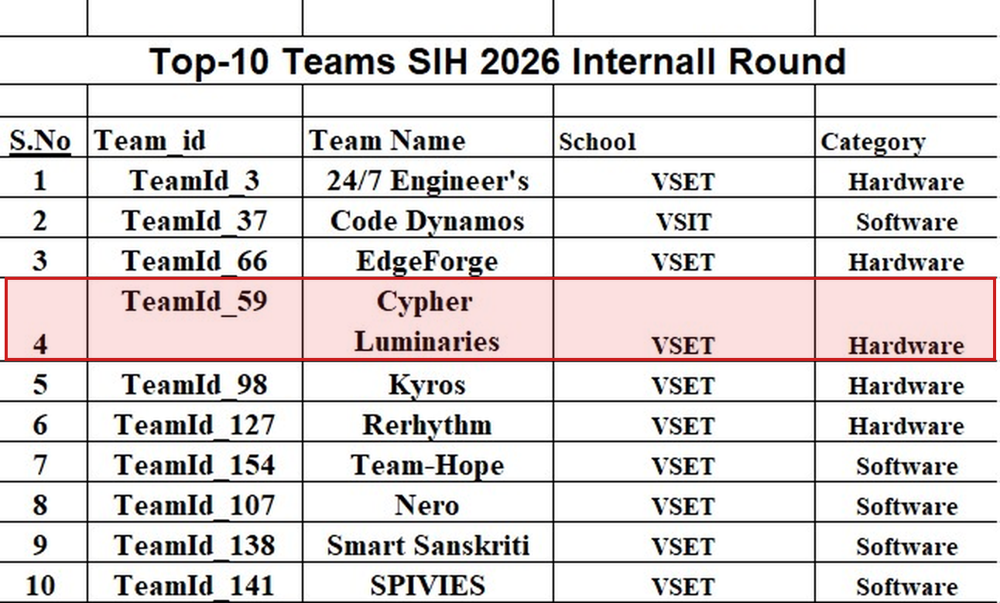 Top-10 Teams SIH 2026 Internall Round
S.No Team_id Team Name School Category
1 TeamId_3 24/7 Engineer's VSET Hardware
2 TeamId_37 Code Dynamos VSIT Software
3 TeamId_66 EdgeForge VSET Hardware
4 TeamId_59 Cypher Luminaries VSET Hardware
5 TeamId_98 Kyros VSET Hardware
6 TeamId_127 Rerhythm VSET Hardware
7 TeamId_154 Team-Hope VSET Software
8 TeamId_107 Nero VSET Software
9 TeamId_138 Smart Sanskriti VSET Software
10 TeamId_141 SPIVIES VSET Software